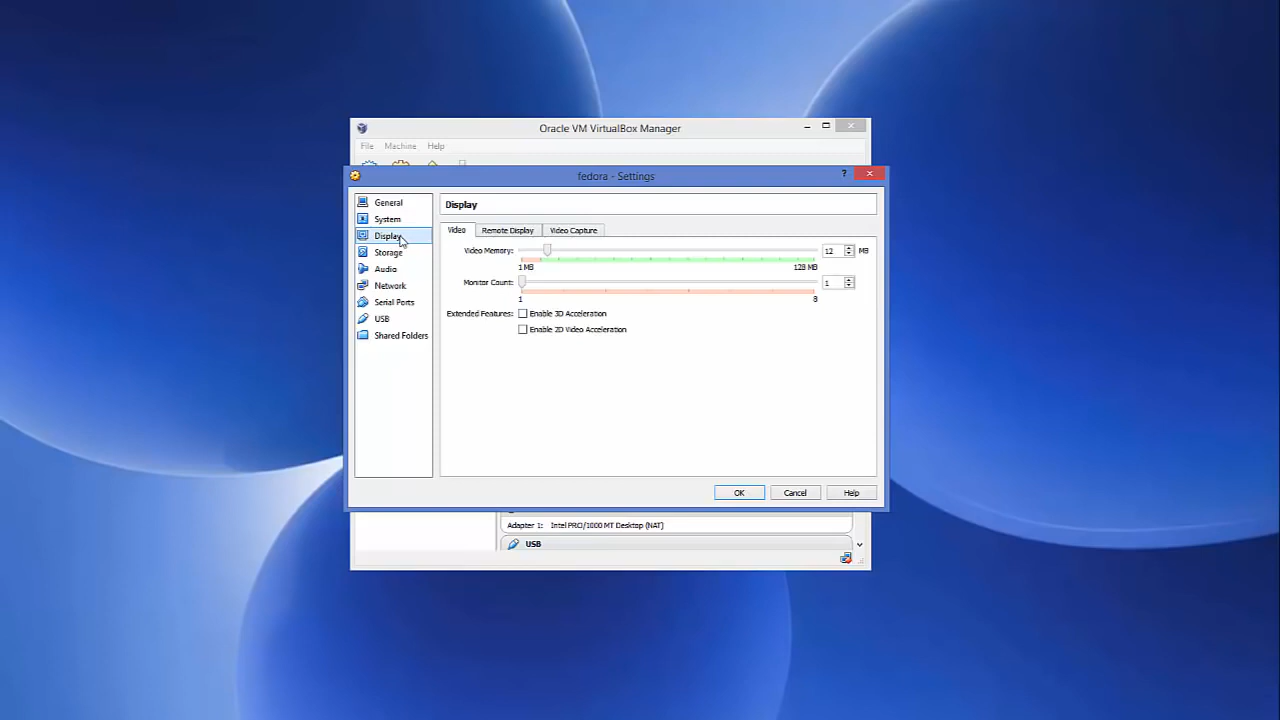 Oracle VM VirtualBox Manager
File Machine Help
fedora - Settings
?
General
System
Display
Storage
Audio
Network
Serial Ports
USB
Shared Folders
Display
Video Remote Display Video Capture
Video Memory: 12 MB
1 MB 128 MB
Monitor Count: 1
1 8
Extended Features: Enable 3D Acceleration
Enable 2D Video Acceleration
OK Cancel Help
Adapter 1: Intel PRO/1000 MT Desktop (NAT)
USB